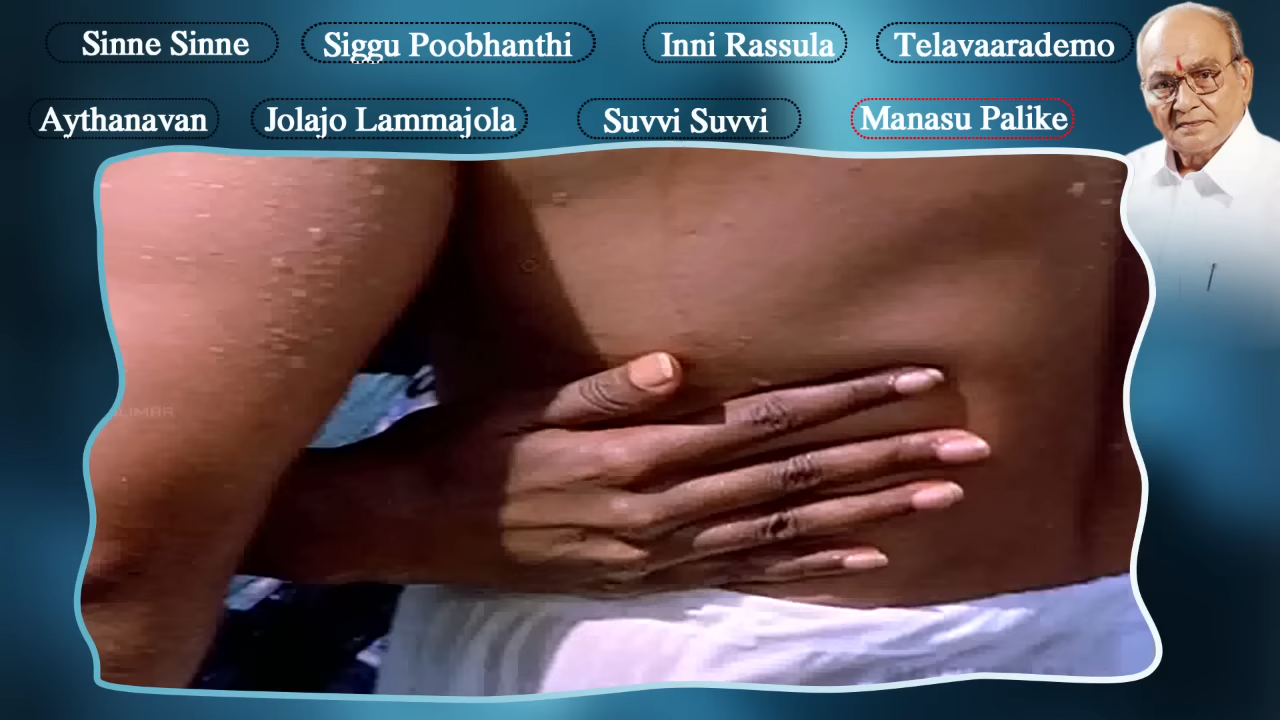 Sinne Sinne Siggu Poobhanthi Inni Rassula Telavaarademo
Aythanavan Jolajo Lammajola Suvvi Suvvi Manasu Palike